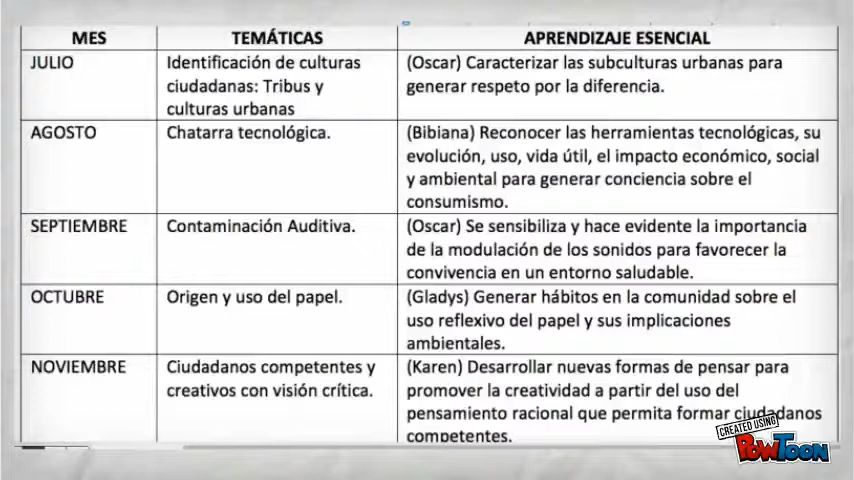 MES TEMÁTICAS APRENDIZAJE ESENCIAL
JULIO
Identificación de culturas
ciudadanas: Tribus y
culturas urbanas
(Oscar) Caracterizar las subculturas urbanas para
generar respeto por la diferencia.
AGOSTO
Chatarra tecnológica.
(Bibiana) Reconocer las herramientas tecnológicas, su
evolución, uso, vida útil, el impacto económico, social
y ambiental para generar conciencia sobre el
consumismo.
SEPTIEMBRE
Contaminación Auditiva.
(Oscar) Se sensibiliza y hace evidente la importancia
de la modulación de los sonidos para favorecer la
convivencia en un entorno saludable.
OCTUBRE
Origen y uso del papel.
(Gladys) Generar hábitos en la comunidad sobre el
uso reflexivo del papel y sus implicaciones
ambientales.
NOVIEMBRE
Ciudadanos competentes y
creativos con visión crítica.
(Karen) Desarrollar nuevas formas de pensar para
promover la creatividad a partir del uso del
pensamiento racional que permita formar ciudadanos
competentes.
CREATED USING
POWTOON